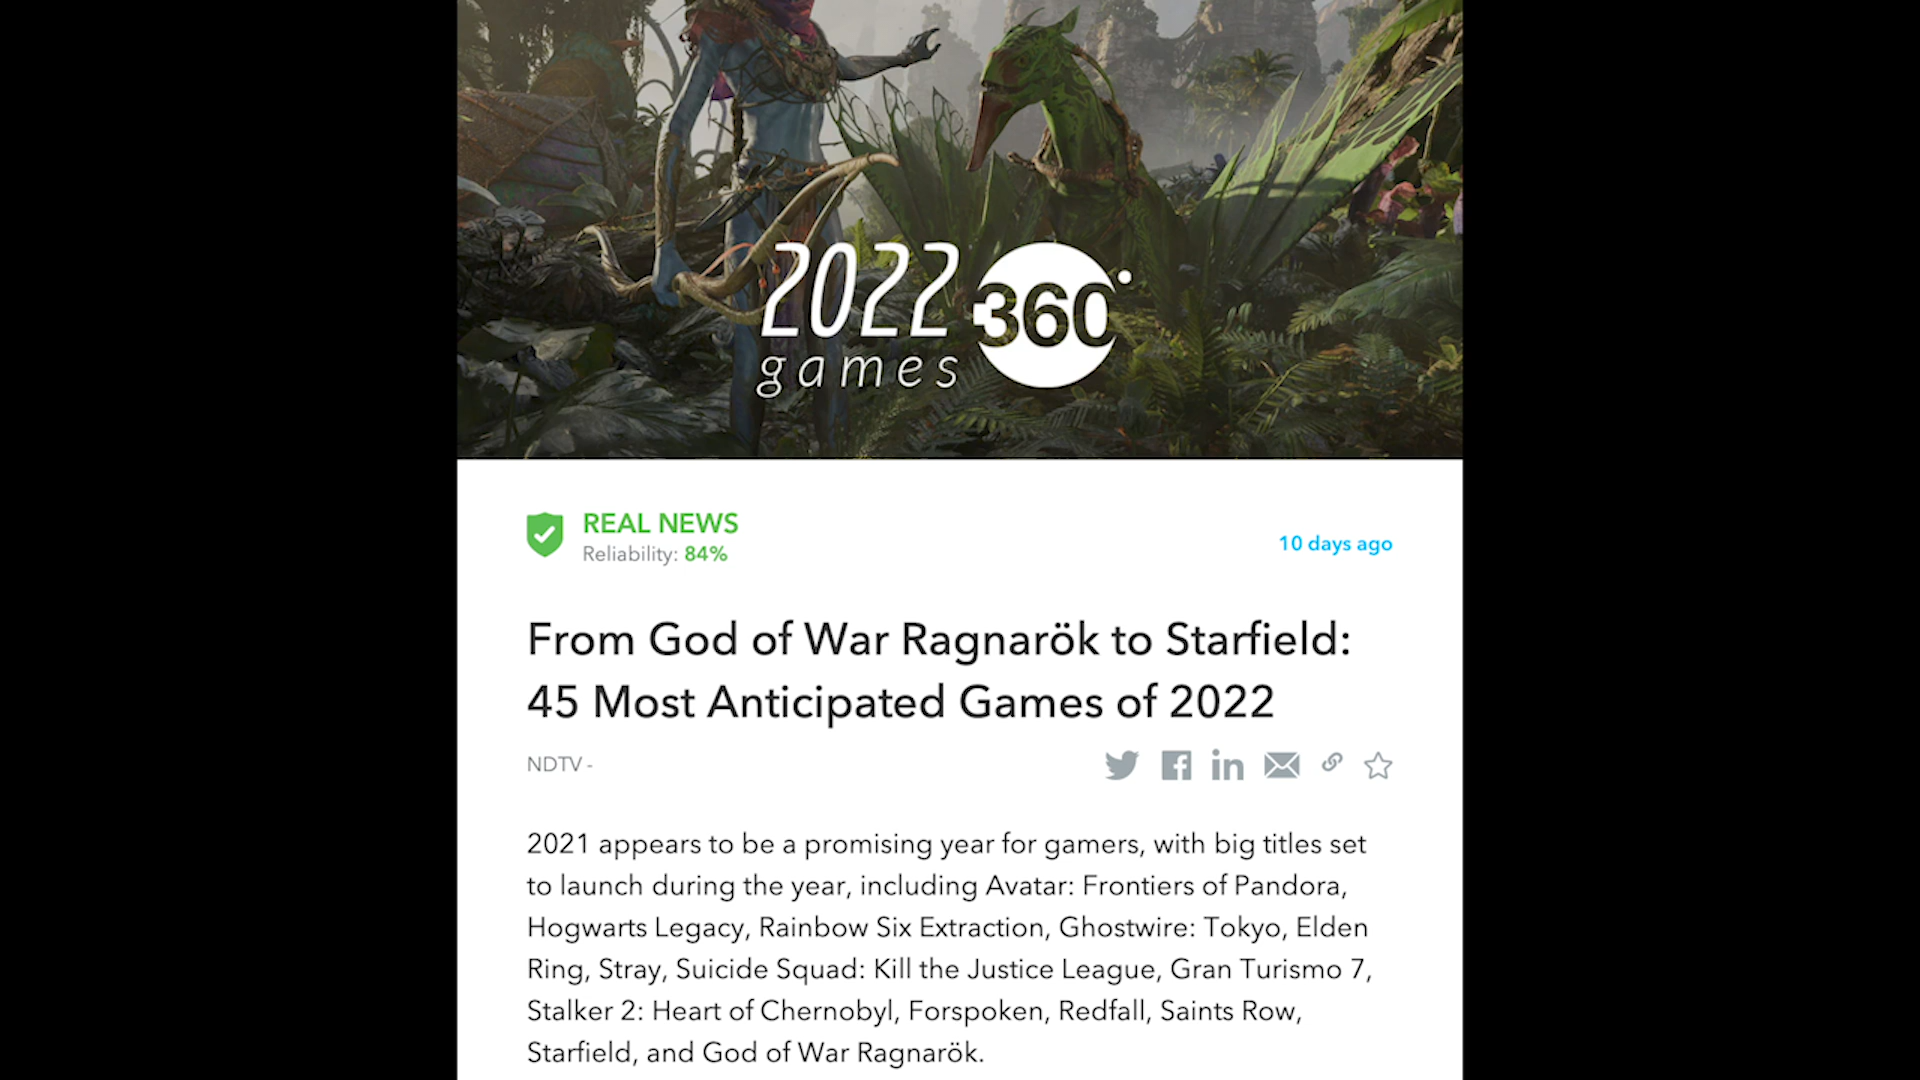 2022
games
360°
REAL NEWS
Reliability: 84%
10 days ago
From God of War Ragnarök to Starfield:
45 Most Anticipated Games of 2022
NDTV -
2021 appears to be a promising year for gamers, with big titles set
to launch during the year, including Avatar: Frontiers of Pandora,
Hogwarts Legacy, Rainbow Six Extraction, Ghostwire: Tokyo, Elden
Ring, Stray, Suicide Squad: Kill the Justice League, Gran Turismo 7,
Stalker 2: Heart of Chernobyl, Forspoken, Redfall, Saints Row,
Starfield, and God of War Ragnarök.